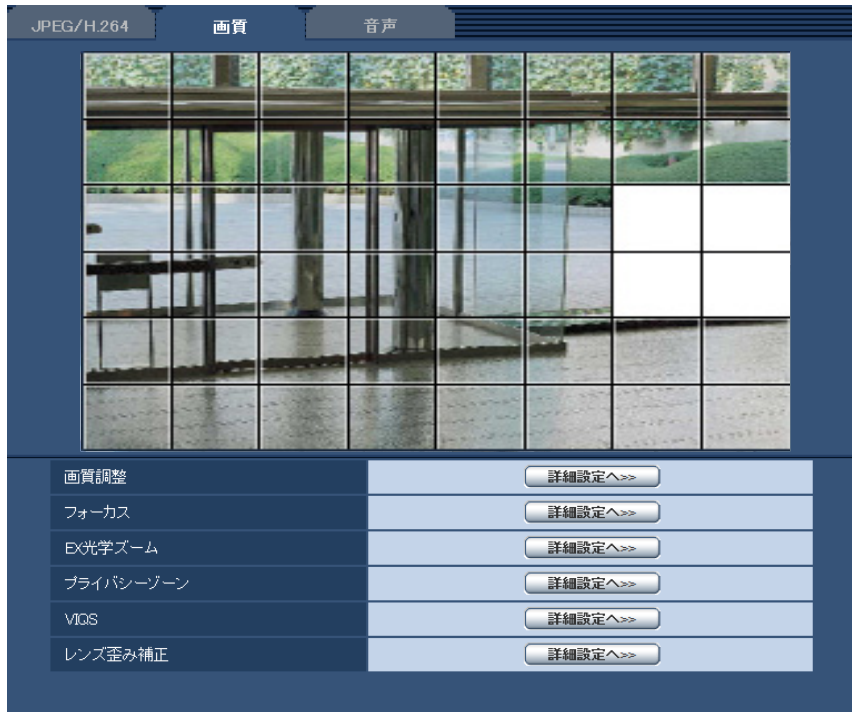 JPEG/H.264 画質 音声
画質調整 詳細設定へ>>
フォーカス 詳細設定へ>>
EX光学ズーム 詳細設定へ>>
プライバシーゾーン 詳細設定へ>>
VIQS 詳細設定へ>>
レンズ歪み補正 詳細設定へ>>